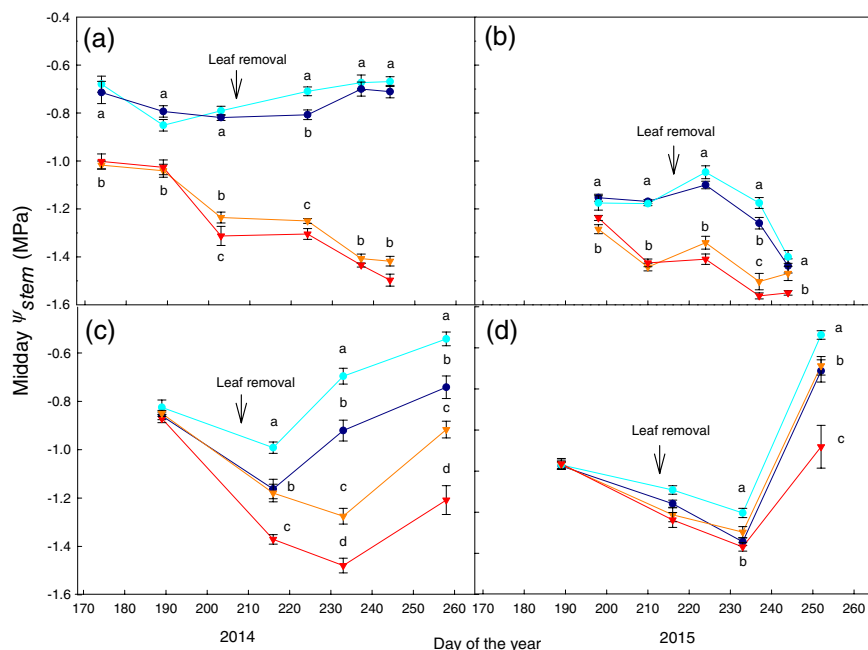 -0.4
(a)
(b)
Leaf removal
a
a
a
a
-0.6
-0.8
a
a
b
-1.0
Leaf removal
a
b
b
a
a
a
b
c
-1.2
b
c
b
b
b
b
b
-1.4
a
b
b
-1.6
Midday Ψstem (MPa)
(c)
(d)
a
a
-0.6
a
b
b
Leaf removal
-0.8
c
a
b
Leaf removal
c
-1.0
d
b
c
a
-1.2
c
d
-1.4
b
-1.6
170 180 190 200 210 220 230 240 250 260
170 180 190 200 210 220 230 240 250 260
2014
Day of the year
2015